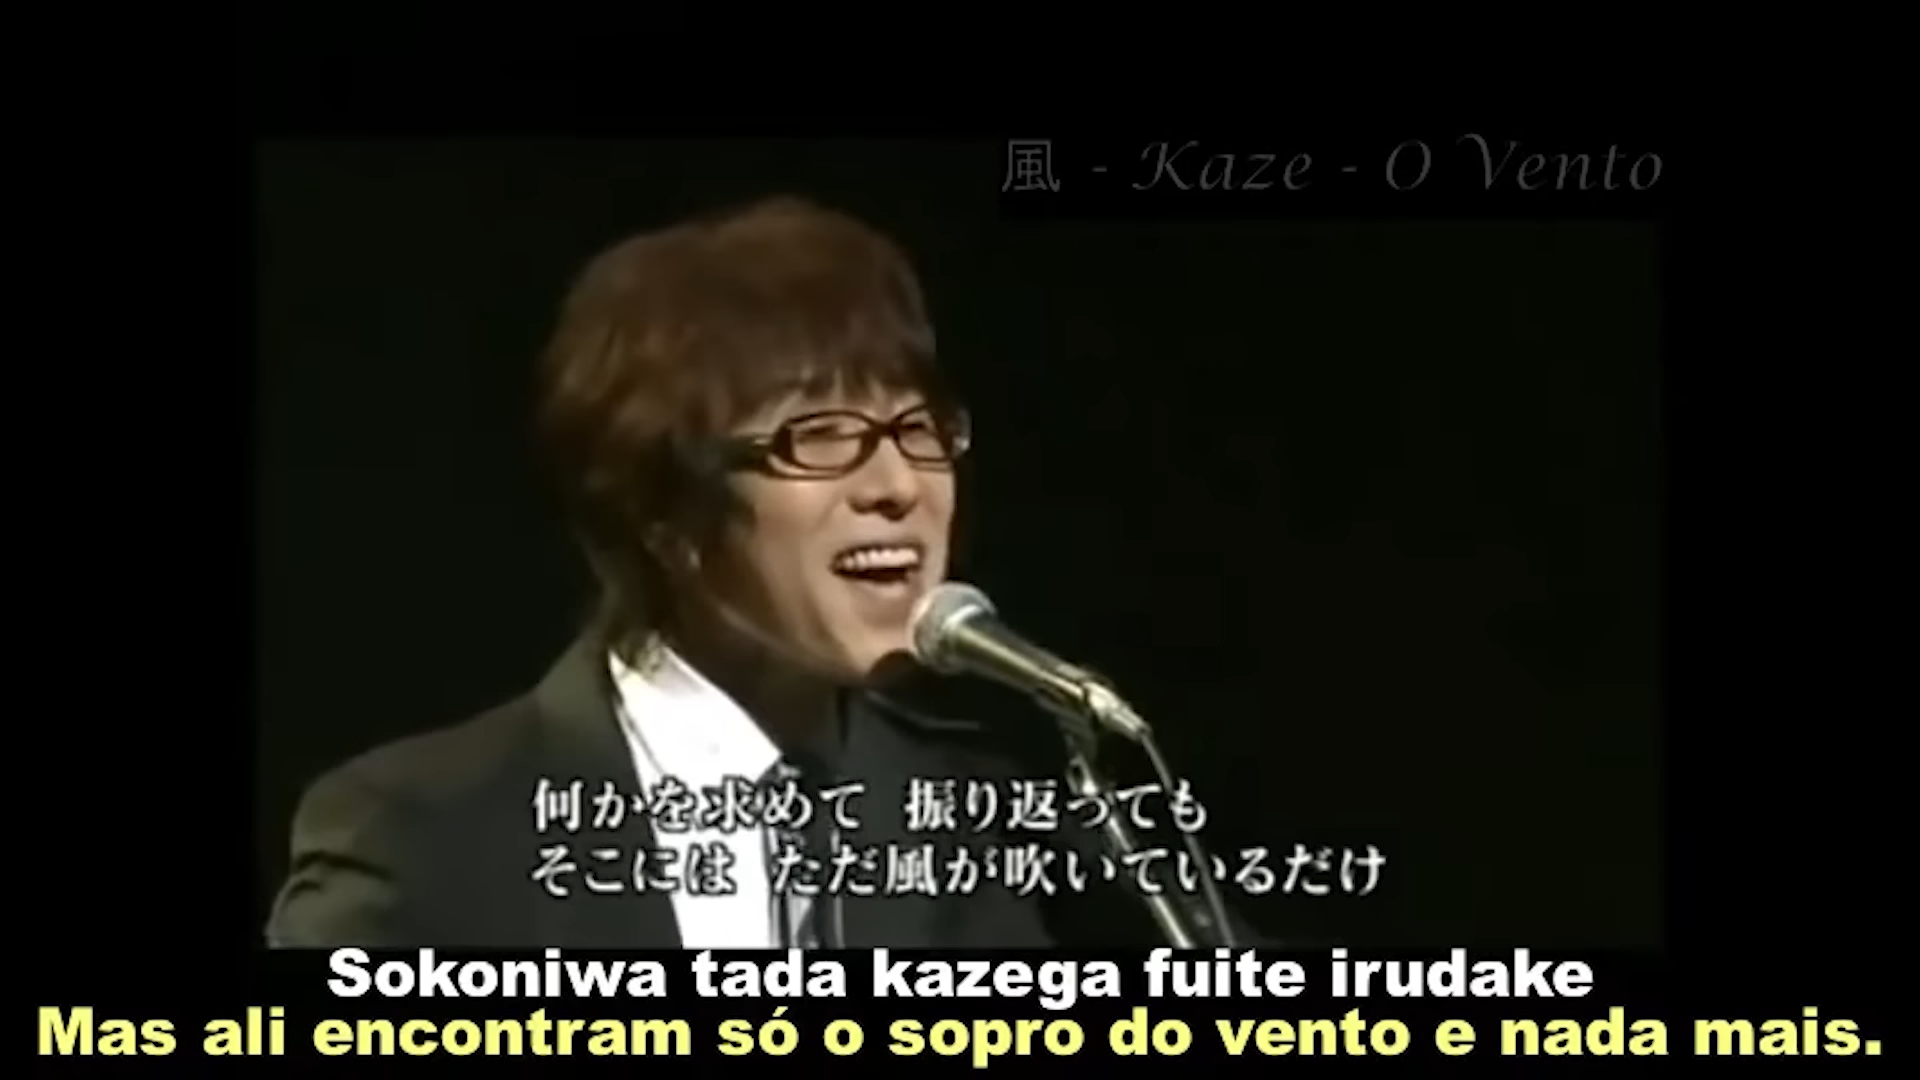 風 - Kaze - O Vento
何かを求めて 振り返っても
そこには ただ風が吹いているだけ
Sokoniwa tada kazega fuite irudake
Mas ali encontram só o sopro do vento e nada mais.